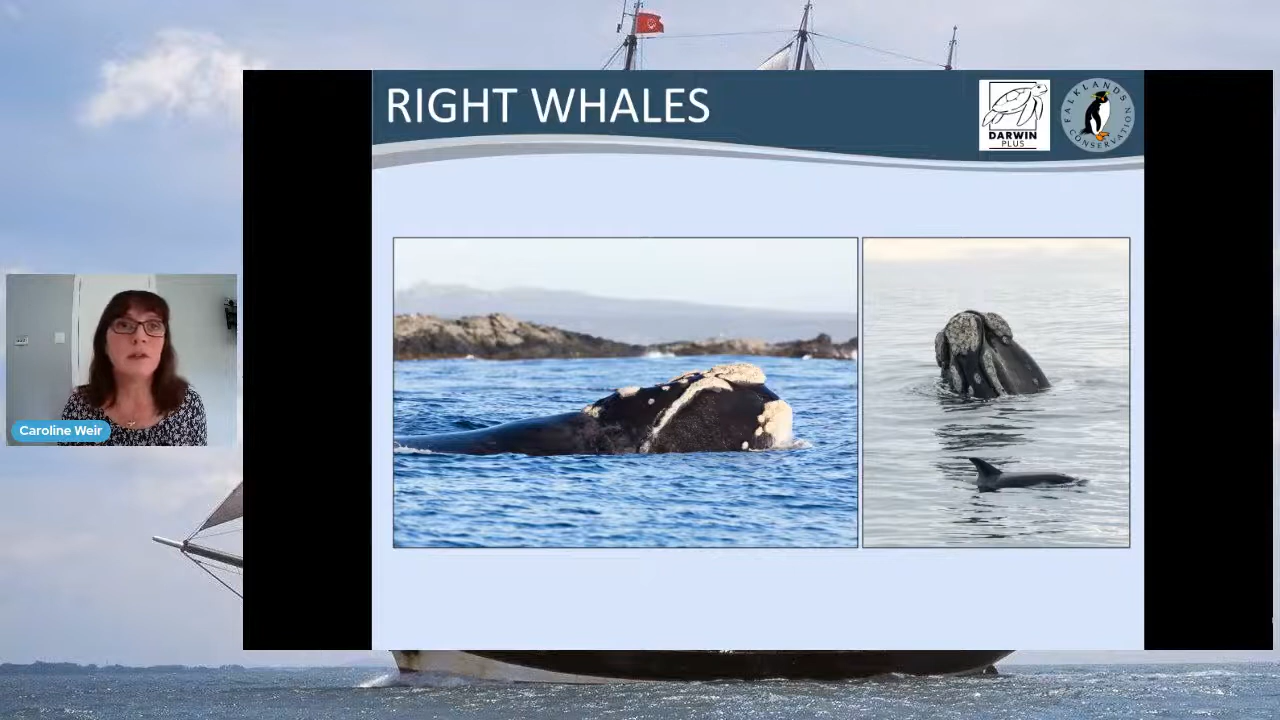 RIGHT WHALES
DARWIN
PLUS
FALKLANDS
CONSERVATION
Caroline Weir